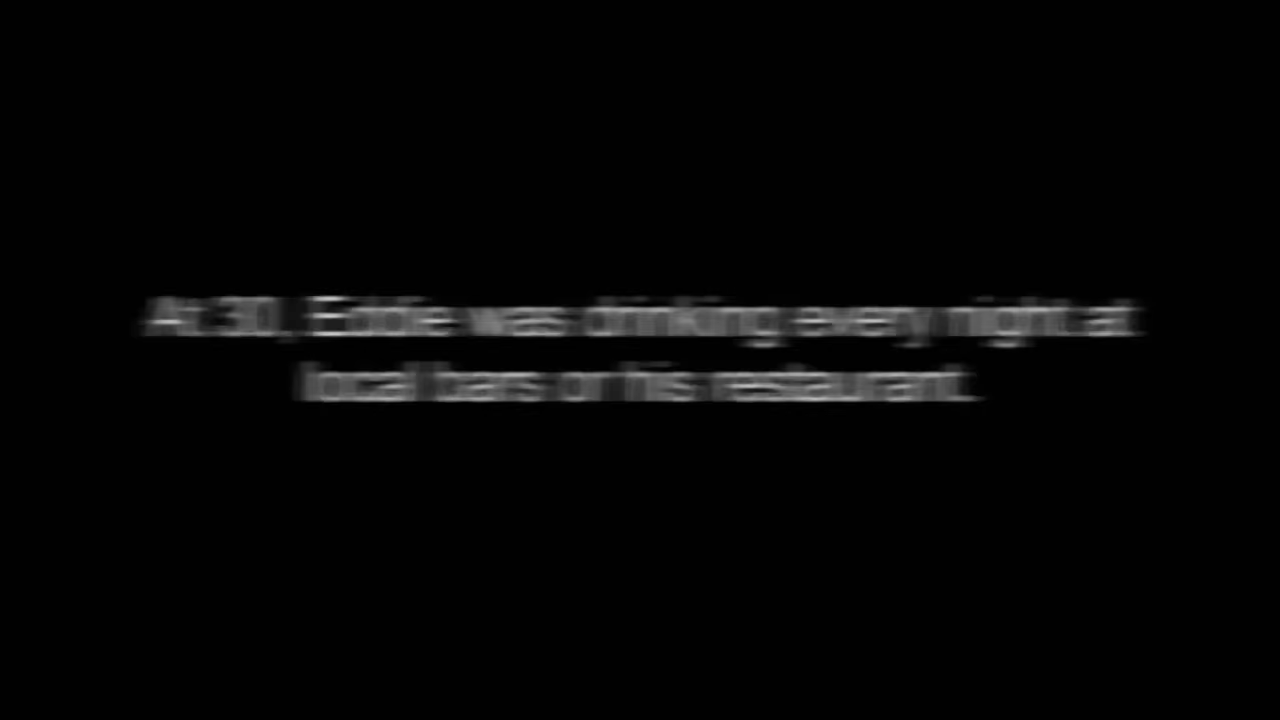 At 30, Eddie was drinking every night at
local bars or his restaurant.